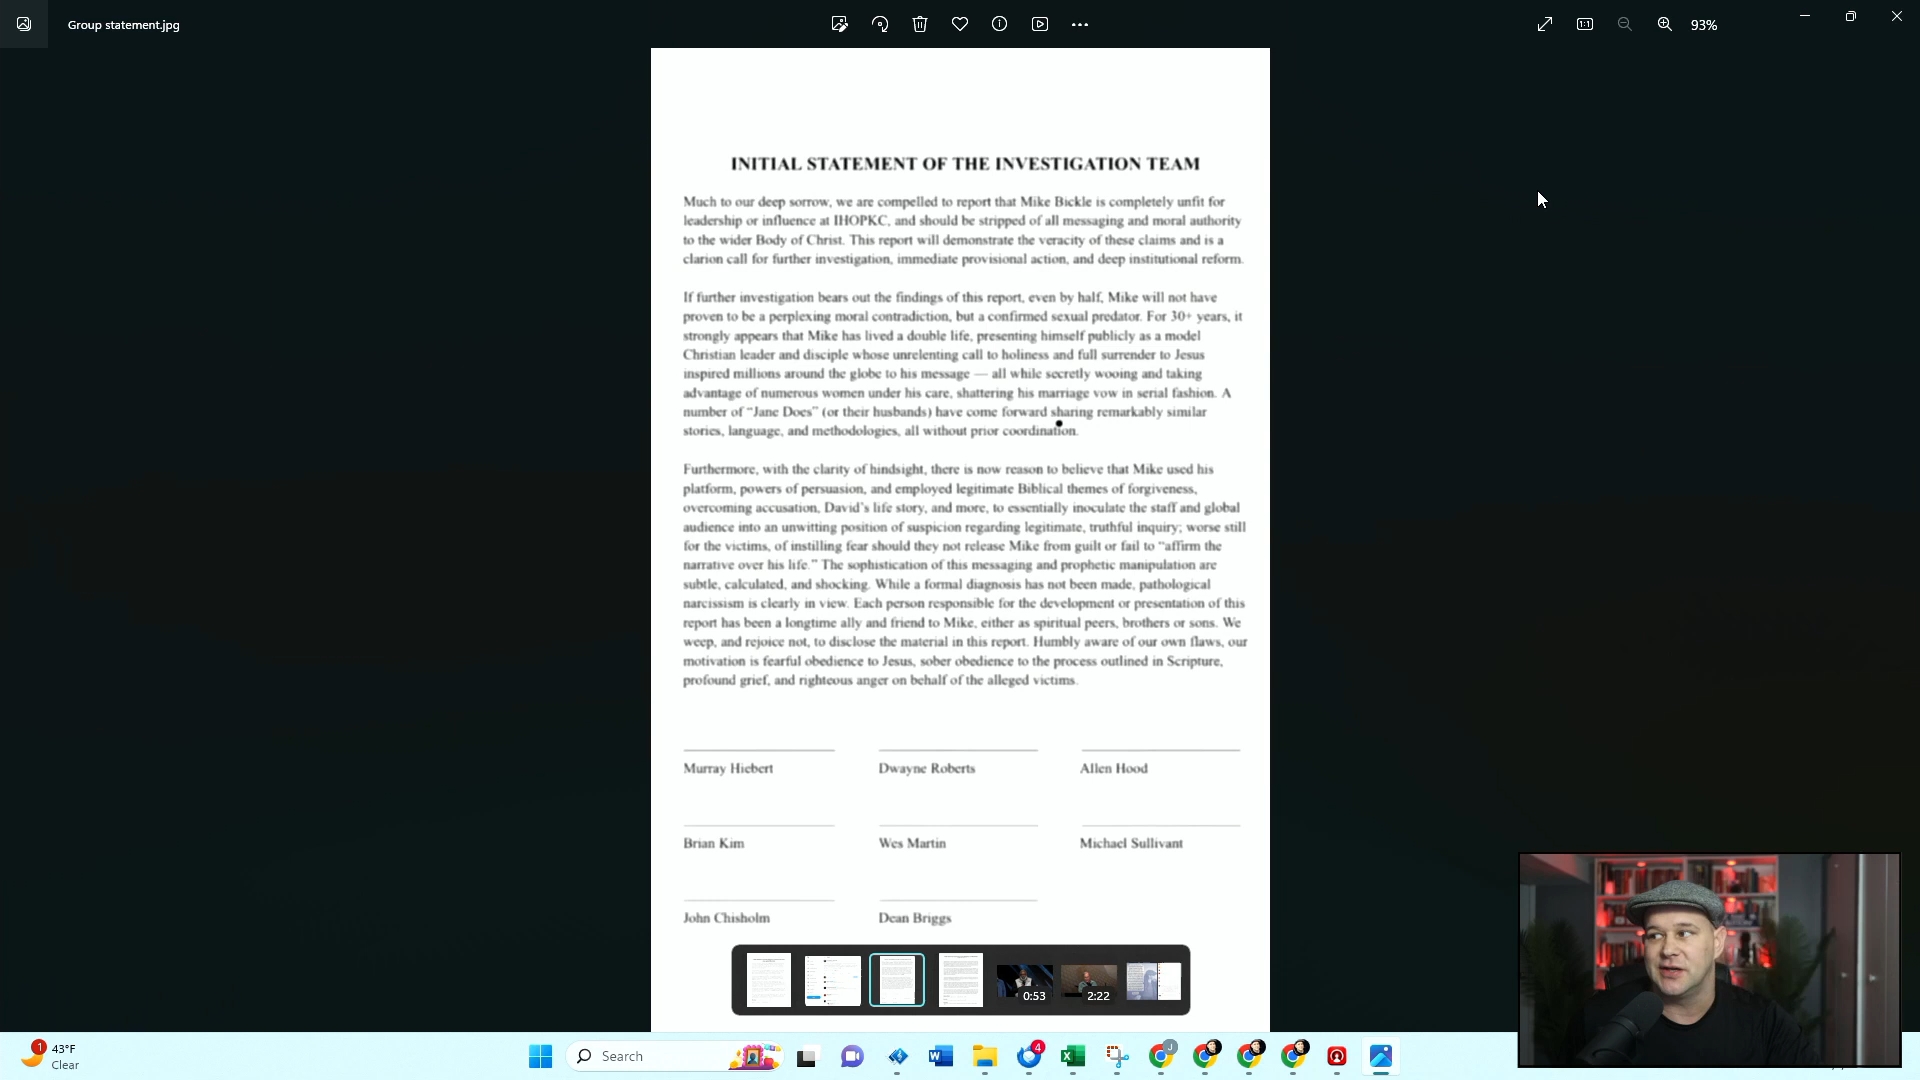 Group statement.jpg
93%
INITIAL STATEMENT OF THE INVESTIGATION TEAM
Much to our deep sorrow, we are compelled to report that Mike Bickle is completely unfit for
leadership or influence at IHOPKC, and should be stripped of all messaging and moral authority
to the wider Body of Christ. This report will demonstrate the veracity of these claims and is a
clarion call for further investigation, immediate provisional action, and deep institutional reform.
If further investigation bears out the findings of this report, even by half, Mike will not have
proven to be a perplexing moral contradiction, but a confirmed sexual predator. For 30+ years, it
strongly appears that Mike has lived a double life, presenting himself publicly as a model
Christian leader and disciple whose unrelenting call to holiness and full surrender to Jesus
inspired millions around the globe to his message — all while secretly wooing and taking
advantage of numerous women under his care, shattering his marriage vow in serial fashion. A
number of “Jane Does” (or their husbands) have come forward sharing remarkably similar
stories, language, and methodologies, all without prior coordination.
Furthermore, with the clarity of hindsight, there is now reason to believe that Mike used his
platform, powers of persuasion, and employed legitimate Biblical themes of forgiveness,
overcoming accusation, David’s life story, and more, to essentially inoculate the staff and global
audience into an unwitting position of suspicion regarding legitimate, truthful inquiry; worse still
for the victims, of instilling fear should they not release Mike from guilt or fail to “affirm the
narrative over his life.” The sophistication of this messaging and prophetic manipulation are
subtle, calculated, and shocking. While a formal diagnosis has not been made, pathological
narcissism is clearly in view. Each person responsible for the development or presentation of this
report has been a longtime ally and friend to Mike, either as spiritual peers, brothers or sons. We
weep, and rejoice not, to disclose the material in this report. Humbly aware of our own flaws, our
motivation is fearful obedience to Jesus, sober obedience to the process outlined in Scripture,
profound grief, and righteous anger on behalf of the alleged victims.
Murray Hiebert Dwayne Roberts Allen Hood
Brian Kim Wes Martin Michael Sullivant
John Chisholm Dean Briggs
0:53 2:22
1 43°F
Clear
Search
4
J